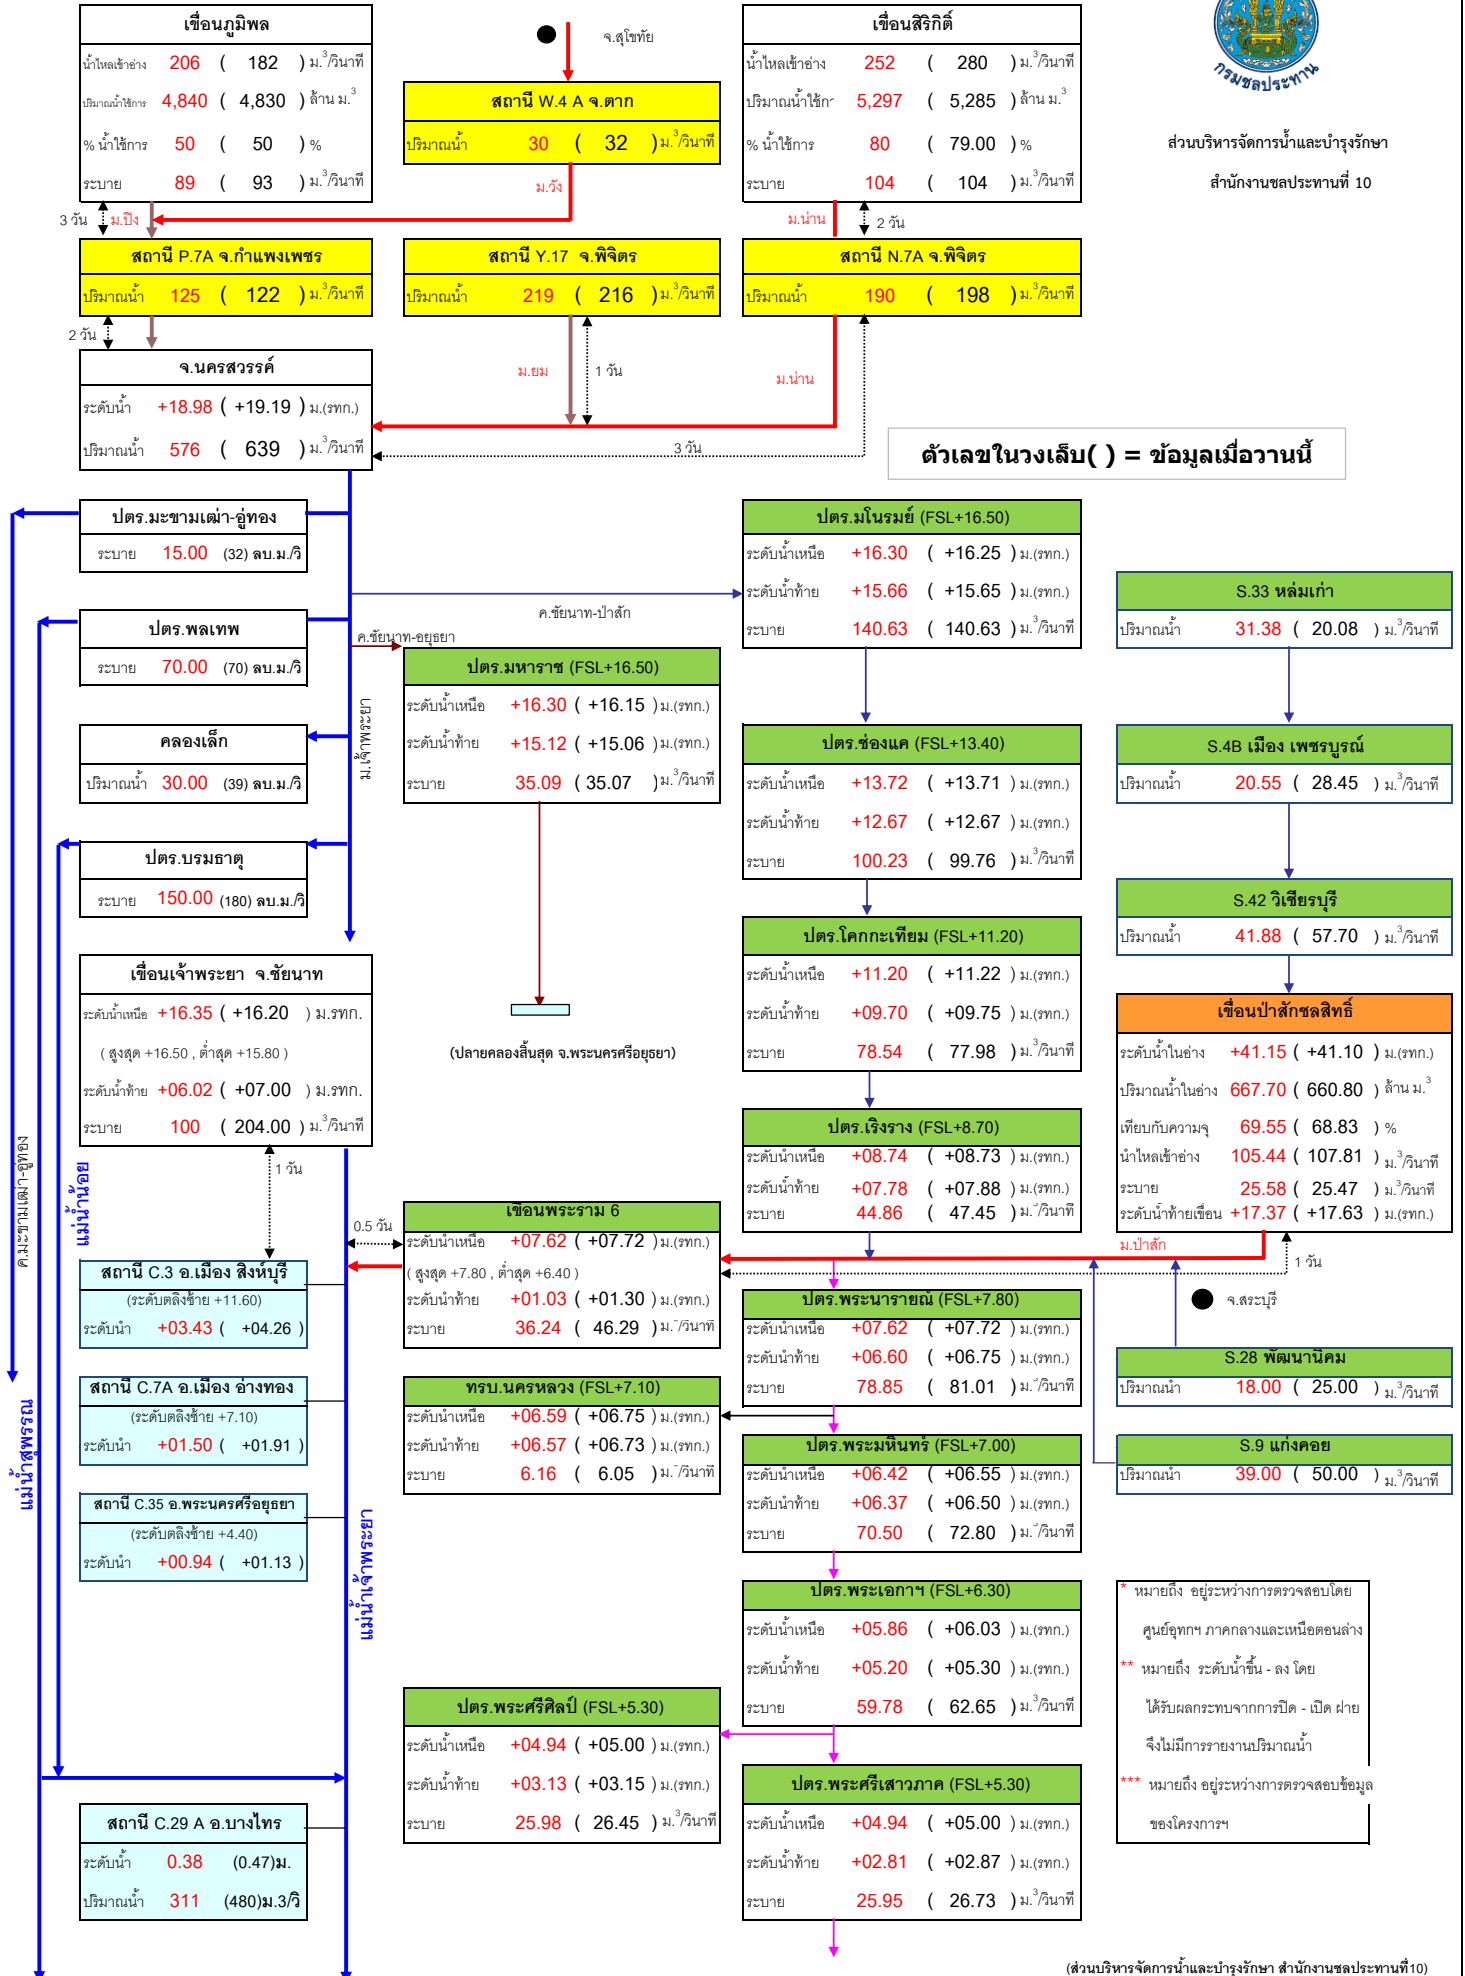 เขื่อนภูมิพล
น้ำไหลเข้าอ่าง 206 ( 182 ) ม.³/วินาที
ปริมาณน้ำใช้การ 4,840 ( 4,830 ) ล้าน ม.³
% น้ำใช้การ 50 ( 50 ) %
ระบาย 89 ( 93 ) ม.³/วินาที
จ.สุโขทัย
สถานี W.4 A จ.ตาก
ปริมาณน้ำ 30 ( 32 ) ม.³/วินาที
เขื่อนสิริกิติ์
น้ำไหลเข้าอ่าง 252 ( 280 ) ม.³/วินาที
ปริมาณน้ำใช้กา 5,297 ( 5,285 ) ล้าน ม.³
% น้ำใช้การ 80 ( 79.00 ) %
ระบาย 104 ( 104 ) ม.³/วินาที
กรมชลประทาน
ส่วนบริหารจัดการน้ำและบำรุงรักษา
สำนักงานชลประทานที่ 10
3 วัน ม.ปิง
ม.วัง
ม.น่าน
2 วัน
สถานี P.7A จ.กำแพงเพชร
ปริมาณน้ำ 125 ( 122 ) ม.³/วินาที
สถานี Y.17 จ.พิจิตร
ปริมาณน้ำ 219 ( 216 ) ม.³/วินาที
สถานี N.7A จ.พิจิตร
ปริมาณน้ำ 190 ( 198 ) ม.³/วินาที
2 วัน
ม.ยม
1 วัน
ม.น่าน
จ.นครสวรรค์
ระดับน้ำ +18.98 ( +19.19 ) ม.(รทก.)
ปริมาณน้ำ 576 ( 639 ) ม.³/วินาที
3 วัน
ตัวเลขในวงเล็บ( ) = ข้อมูลเมื่อวานนี้
ปตร.มะขามเฒ่า-อู่ทอง
ระบาย 15.00 (32) ลบ.ม./วิ
ปตร.พลเทพ
ระบาย 70.00 (70) ลบ.ม./วิ
คลองเล็ก
ปริมาณน้ำ 30.00 (39) ลบ.ม./วิ
ปตร.บรมธาตุ
ระบาย 150.00 (180) ลบ.ม./วิ
ม.เจ้าพระยา
ค.ชัยนาท-ป่าสัก
ค.ชัยนาท-อยุธยา
ปตร.มหาราช (FSL+16.50)
ระดับน้ำเหนือ +16.30 ( +16.15 ) ม.(รทก.)
ระดับน้ำท้าย +15.12 ( +15.06 ) ม.(รทก.)
ระบาย 35.09 ( 35.07 ) ม.³/วินาที
(ปลายคลองสิ้นสุด จ.พระนครศรีอยุธยา)
ปตร.มโนรมย์ (FSL+16.50)
ระดับน้ำเหนือ +16.30 ( +16.25 ) ม.(รทก.)
ระดับน้ำท้าย +15.66 ( +15.65 ) ม.(รทก.)
ระบาย 140.63 ( 140.63 ) ม.³/วินาที
ปตร.ช่องแค (FSL+13.40)
ระดับน้ำเหนือ +13.72 ( +13.71 ) ม.(รทก.)
ระดับน้ำท้าย +12.67 ( +12.67 ) ม.(รทก.)
ระบาย 100.23 ( 99.76 ) ม.³/วินาที
ปตร.โคกกะเทียม (FSL+11.20)
ระดับน้ำเหนือ +11.20 ( +11.22 ) ม.(รทก.)
ระดับน้ำท้าย +09.70 ( +09.75 ) ม.(รทก.)
ระบาย 78.54 ( 77.98 ) ม.³/วินาที
ปตร.เริงราง (FSL+8.70)
ระดับน้ำเหนือ +08.74 ( +08.73 ) ม.(รทก.)
ระดับน้ำท้าย +07.78 ( +07.88 ) ม.(รทก.)
ระบาย 44.86 ( 47.45 ) ม.³/วินาที
S.33 หล่มเก่า
ปริมาณน้ำ 31.38 ( 20.08 ) ม.³/วินาที
S.4B เมือง เพชรบูรณ์
ปริมาณน้ำ 20.55 ( 28.45 ) ม.³/วินาที
S.42 วิเชียรบุรี
ปริมาณน้ำ 41.88 ( 57.70 ) ม.³/วินาที
เขื่อนป่าสักชลสิทธิ์
ระดับน้ำในอ่าง +41.15 ( +41.10 ) ม.(รทก.)
ปริมาณน้ำในอ่าง 667.70 ( 660.80 ) ล้าน ม.³
เทียบกับความจุ 69.55 ( 68.83 ) %
น้ำไหลเข้าอ่าง 105.44 ( 107.81 ) ม.³/วินาที
ระบาย 25.58 ( 25.47 ) ม.³/วินาที
ระดับน้ำท้ายเขื่อน +17.37 ( +17.63 ) ม.(รทก.)
เขื่อนเจ้าพระยา จ.ชัยนาท
ระดับน้ำเหนือ +16.35 ( +16.20 ) ม.รทก.
( สูงสุด +16.50 , ต่ำสุด +15.80 )
ระดับน้ำท้าย +06.02 ( +07.00 ) ม.รทก.
ระบาย 100 ( 204.00 ) ม.³/วินาที
1 วัน
ค.มะขามเฒ่า-อู่ทอง
แม่น้ำน้อย
แม่น้ำสุพรรณ
แม่น้ำเจ้าพระยา
0.5 วัน
เขื่อนพระราม 6
ระดับน้ำเหนือ +07.62 ( +07.72 ) ม.(รทก.)
( สูงสุด +7.80 , ต่ำสุด +6.40 )
ระดับน้ำท้าย +01.03 ( +01.30 ) ม.(รทก.)
ระบาย 36.24 ( 46.29 ) ม.³/วินาที
ม.ป่าสัก
1 วัน
จ.สระบุรี
สถานี C.3 อ.เมือง สิงห์บุรี
(ระดับตลิ่งซ้าย +11.60)
ระดับน้ำ +03.43 ( +04.26 )
สถานี C.7A อ.เมือง อ่างทอง
(ระดับตลิ่งซ้าย +7.10)
ระดับน้ำ +01.50 ( +01.91 )
สถานี C.35 อ.พระนครศรีอยุธยา
(ระดับตลิ่งซ้าย +4.40)
ระดับน้ำ +00.94 ( +01.13 )
ทรบ.นครหลวง (FSL+7.10)
ระดับน้ำเหนือ +06.59 ( +06.75 ) ม.(รทก.)
ระดับน้ำท้าย +06.57 ( +06.73 ) ม.(รทก.)
ระบาย 6.16 ( 6.05 ) ม.³/วินาที
ปตร.พระนารายณ์ (FSL+7.80)
ระดับน้ำเหนือ +07.62 ( +07.72 ) ม.(รทก.)
ระดับน้ำท้าย +06.60 ( +06.75 ) ม.(รทก.)
ระบาย 78.85 ( 81.01 ) ม.³/วินาที
ปตร.พระมหินทร์ (FSL+7.00)
ระดับน้ำเหนือ +06.42 ( +06.55 ) ม.(รทก.)
ระดับน้ำท้าย +06.37 ( +06.50 ) ม.(รทก.)
ระบาย 70.50 ( 72.80 ) ม.³/วินาที
S.28 พัฒนานิคม
ปริมาณน้ำ 18.00 ( 25.00 ) ม.³/วินาที
S.9 แก่งคอย
ปริมาณน้ำ 39.00 ( 50.00 ) ม.³/วินาที
ปตร.พระเอกาฯ (FSL+6.30)
ระดับน้ำเหนือ +05.86 ( +06.03 ) ม.(รทก.)
ระดับน้ำท้าย +05.20 ( +05.30 ) ม.(รทก.)
ระบาย 59.78 ( 62.65 ) ม.³/วินาที
* หมายถึง อยู่ระหว่างการตรวจสอบโดย
ศูนย์อุทกฯ ภาคกลางและเหนือตอนล่าง
** หมายถึง ระดับน้ำขึ้น - ลง โดย
ได้รับผลกระทบจากการปิด - เปิด ฝาย
จึงไม่มีการรายงานปริมาณน้ำ
*** หมายถึง อยู่ระหว่างการตรวจสอบข้อมูล
ของโครงการฯ
ปตร.พระศรีศิลป์ (FSL+5.30)
ระดับน้ำเหนือ +04.94 ( +05.00 ) ม.(รทก.)
ระดับน้ำท้าย +03.13 ( +03.15 ) ม.(รทก.)
ระบาย 25.98 ( 26.45 ) ม.³/วินาที
ปตร.พระศรีเสาวภาค (FSL+5.30)
ระดับน้ำเหนือ +04.94 ( +05.00 ) ม.(รทก.)
ระดับน้ำท้าย +02.81 ( +02.87 ) ม.(รทก.)
ระบาย 25.95 ( 26.73 ) ม.³/วินาที
สถานี C.29 A อ.บางไทร
ระดับน้ำ 0.38 (0.47)ม.
ปริมาณน้ำ 311 (480)ม.3/วิ
(ส่วนบริหารจัดการน้ำและบำรุงรักษา สำนักงานชลประทานที่10)